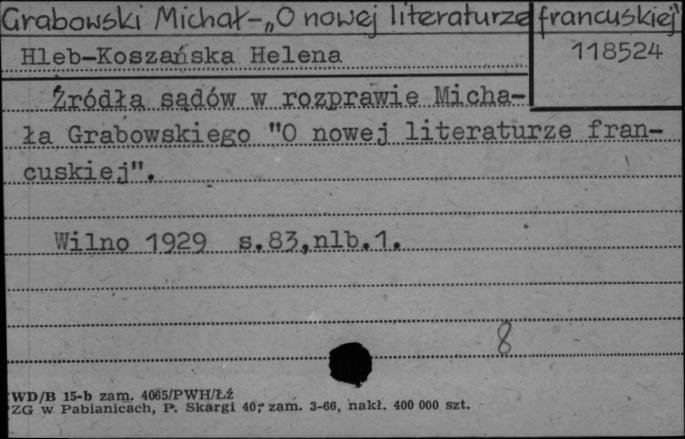 Grabowski Michał-„O nowej literaturze francuskiej
Hleb-Koszańska Helena
118524
Źródła sądów w rozprawie Micha-
ła Grabowskiego "O nowej literaturze fran-
cuskiej".
Wilno 1929 s.83,nlb.1.
8
WD/B 15-b zam. 4065/PWH/Łź
ZG w Pabianicach, P. Skargi 40; zam. 3-66, nakł. 400 000 szt.